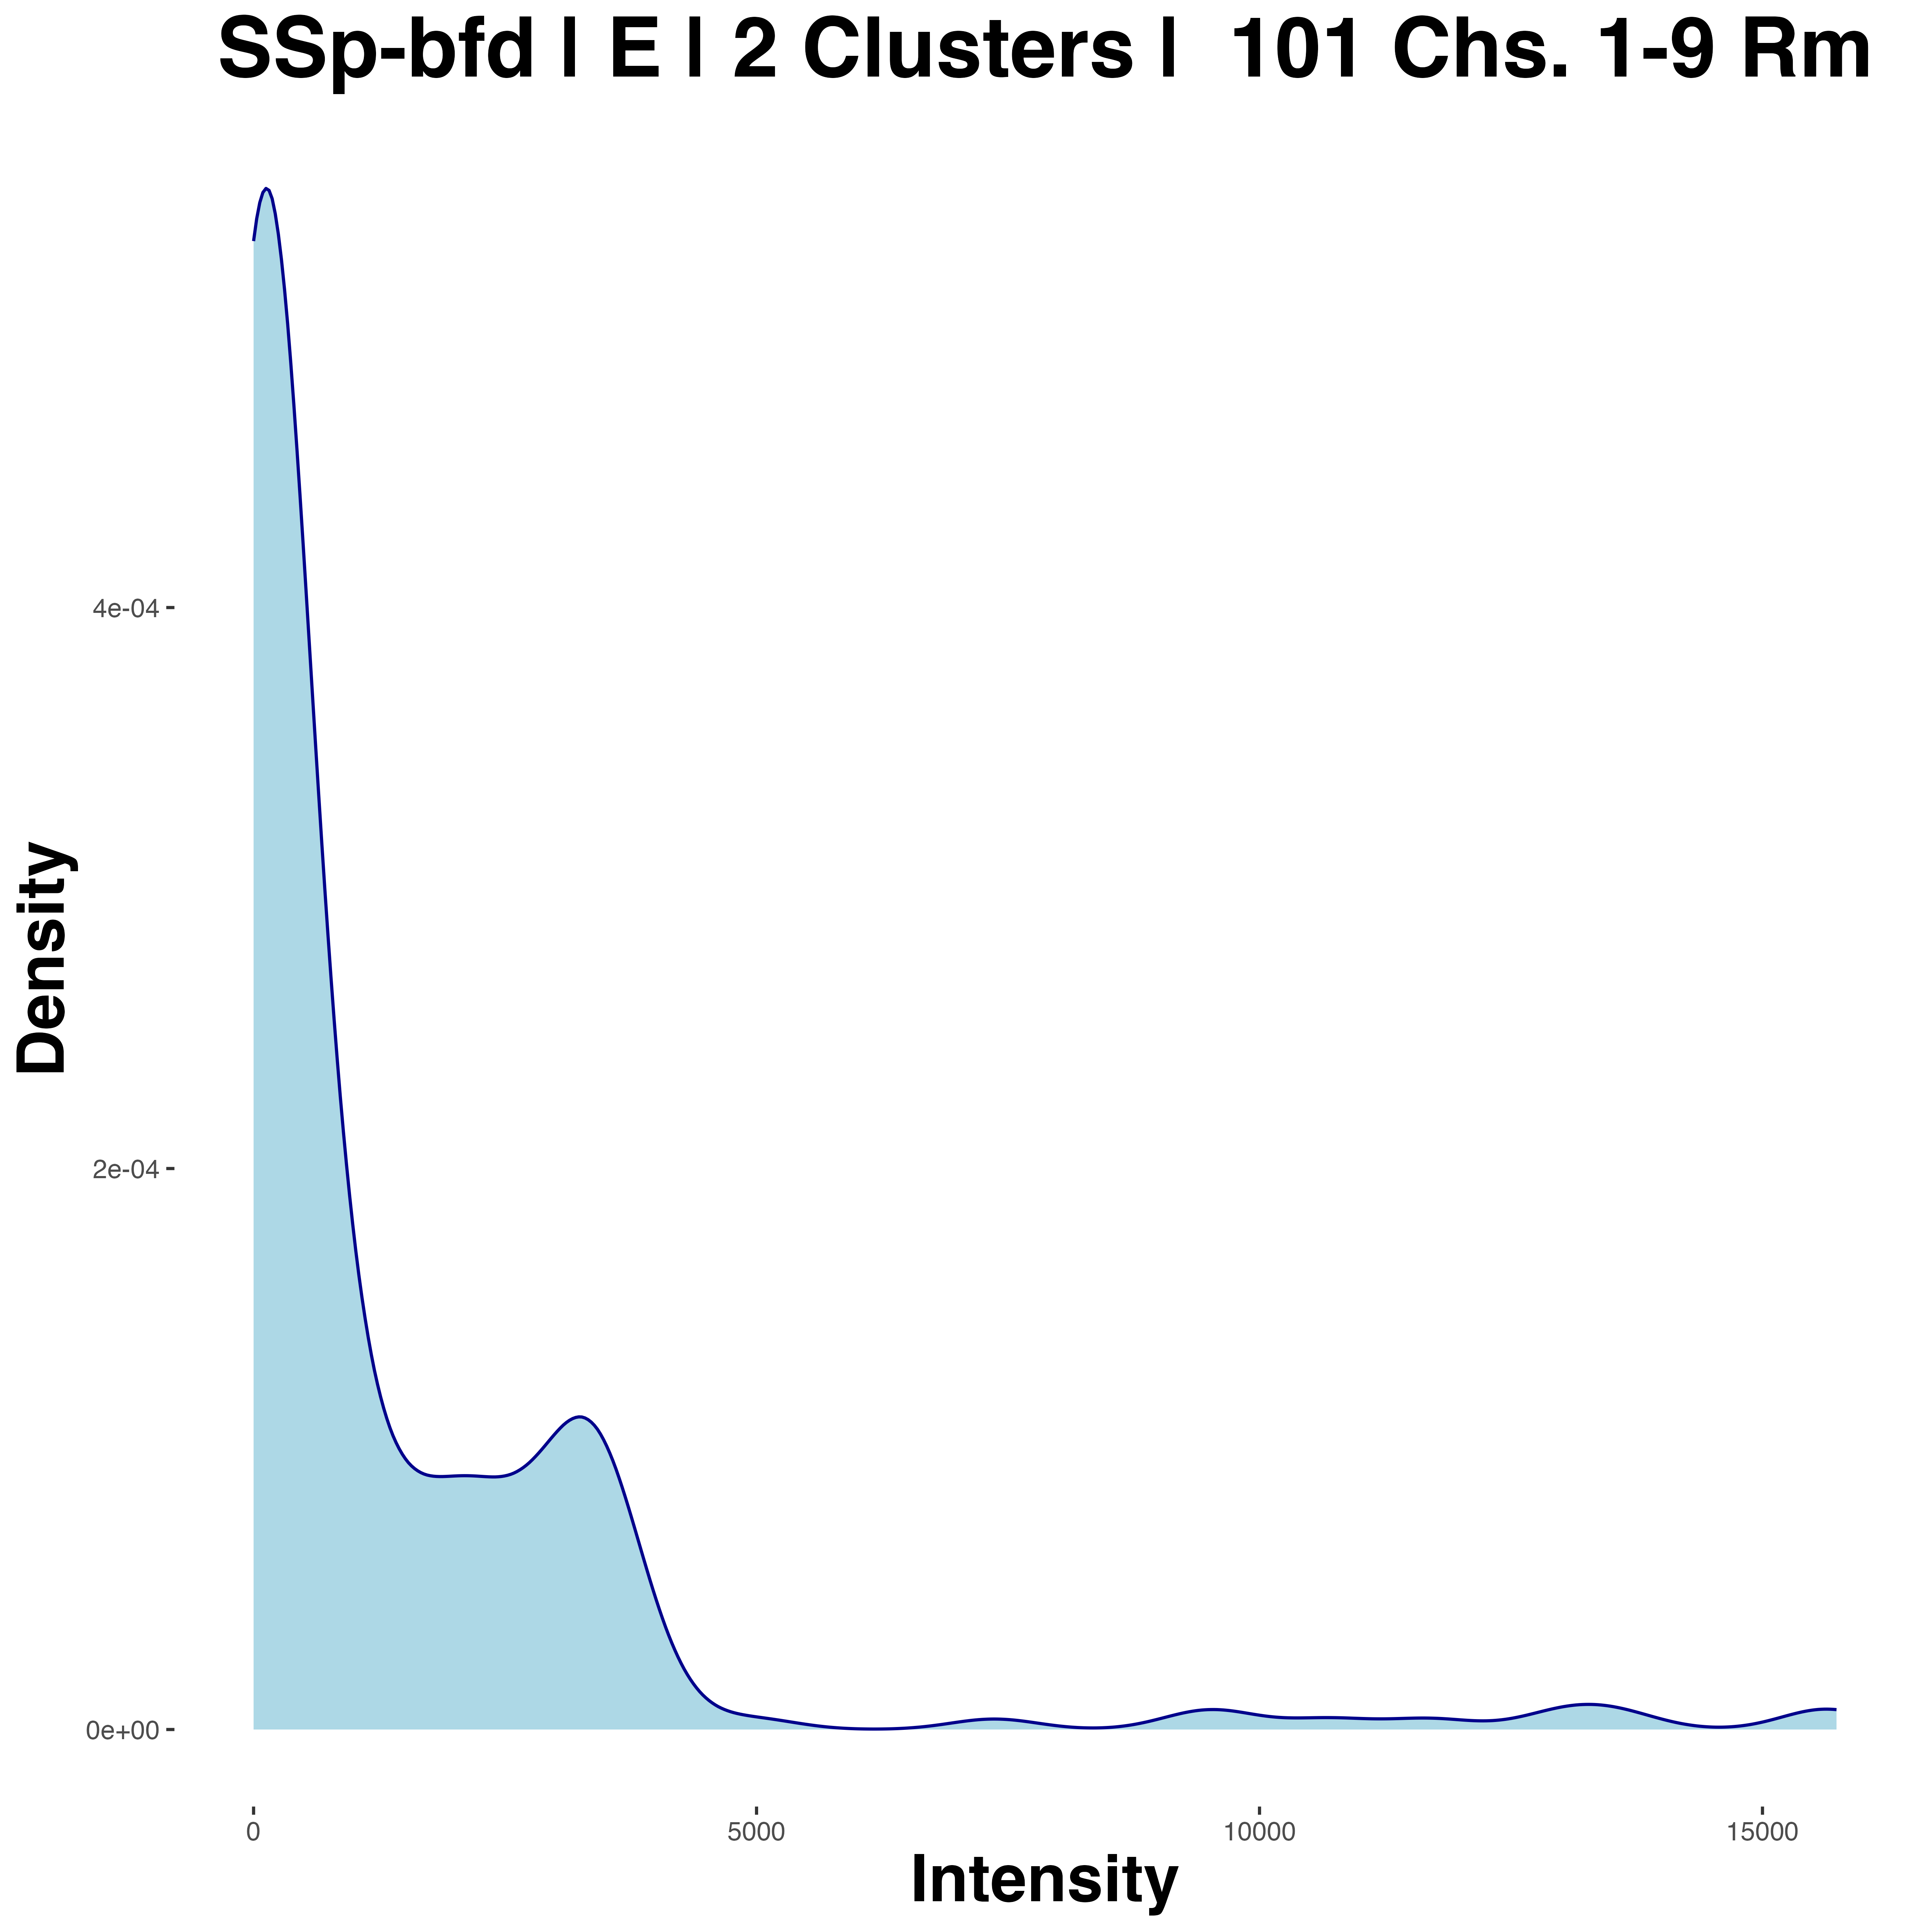 SSp-bfd | E | 2 Clusters |  101 Chs. 1-9 Rm
Density
4e-04
2e-04
0e+00
0
5000
10000
15000
Intensity